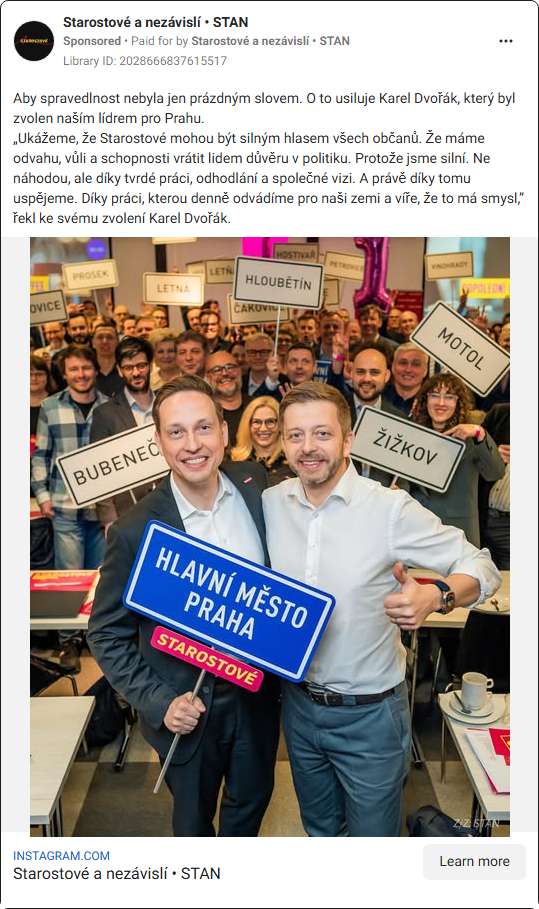 Starostové a nezávislí • STAN
Sponsored • Paid for by Starostové a nezávislí • STAN
Library ID: 2028666837615517
Aby spravedlnost nebyla jen prázdným slovem. O to usiluje Karel Dvořák, který byl
zvolen naším lídrem pro Prahu.
„Ukážeme, že Starostové mohou být silným hlasem všech občanů. Že máme
odvahu, vůli a schopnosti vrátit lidem důvěru v politiku. Protože jsme silní. Ne
náhodou, ale díky tvrdé práci, odhodlání a společné vizi. A právě díky tomu
uspějeme. Díky práci, kterou denně odvádíme pro naši zemi a víře, že to má smysl,“
řekl ke svému zvolení Karel Dvořák.
HOSTIVAŘ
PROSEK
LETŇA
PETROVICE
VINOHRADY
LETNÁ
HLOUBĚTÍN
OVICE
ČAKOVICE
MOTOL
BUBENEČ
ŽIŽKOV
HLAVNÍ MĚSTO
PRAHA
STAROSTOVÉ
STAN
INSTAGRAM.COM
Starostové a nezávislí • STAN
Learn more